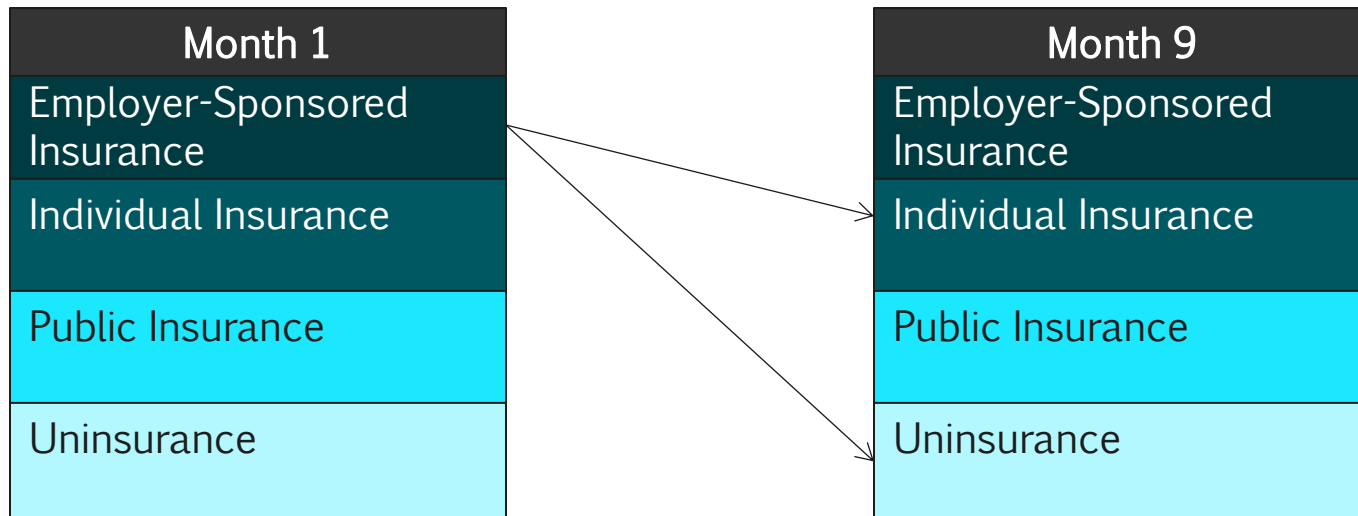 Month 1
Employer-Sponsored
Insurance
Individual Insurance
Public Insurance
Uninsurance
Month 9
Employer-Sponsored
Insurance
Individual Insurance
Public Insurance
Uninsurance